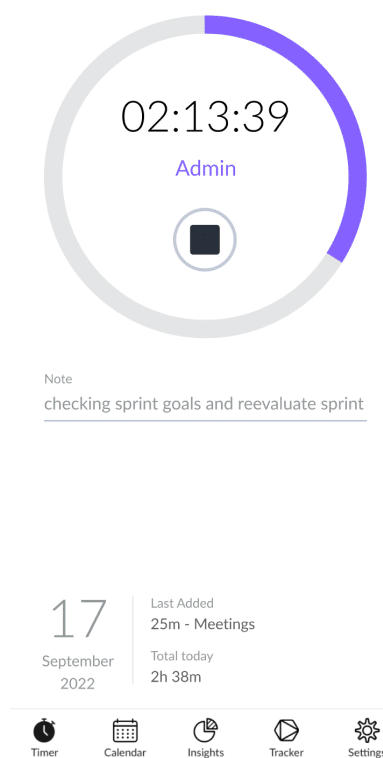 02:13:39
Admin
Note
checking sprint goals and reevaluate sprint
17
September
2022
Last Added
25m - Meetings
Total today
2h 38m
Timer
Calendar
Insights
Tracker
Settings